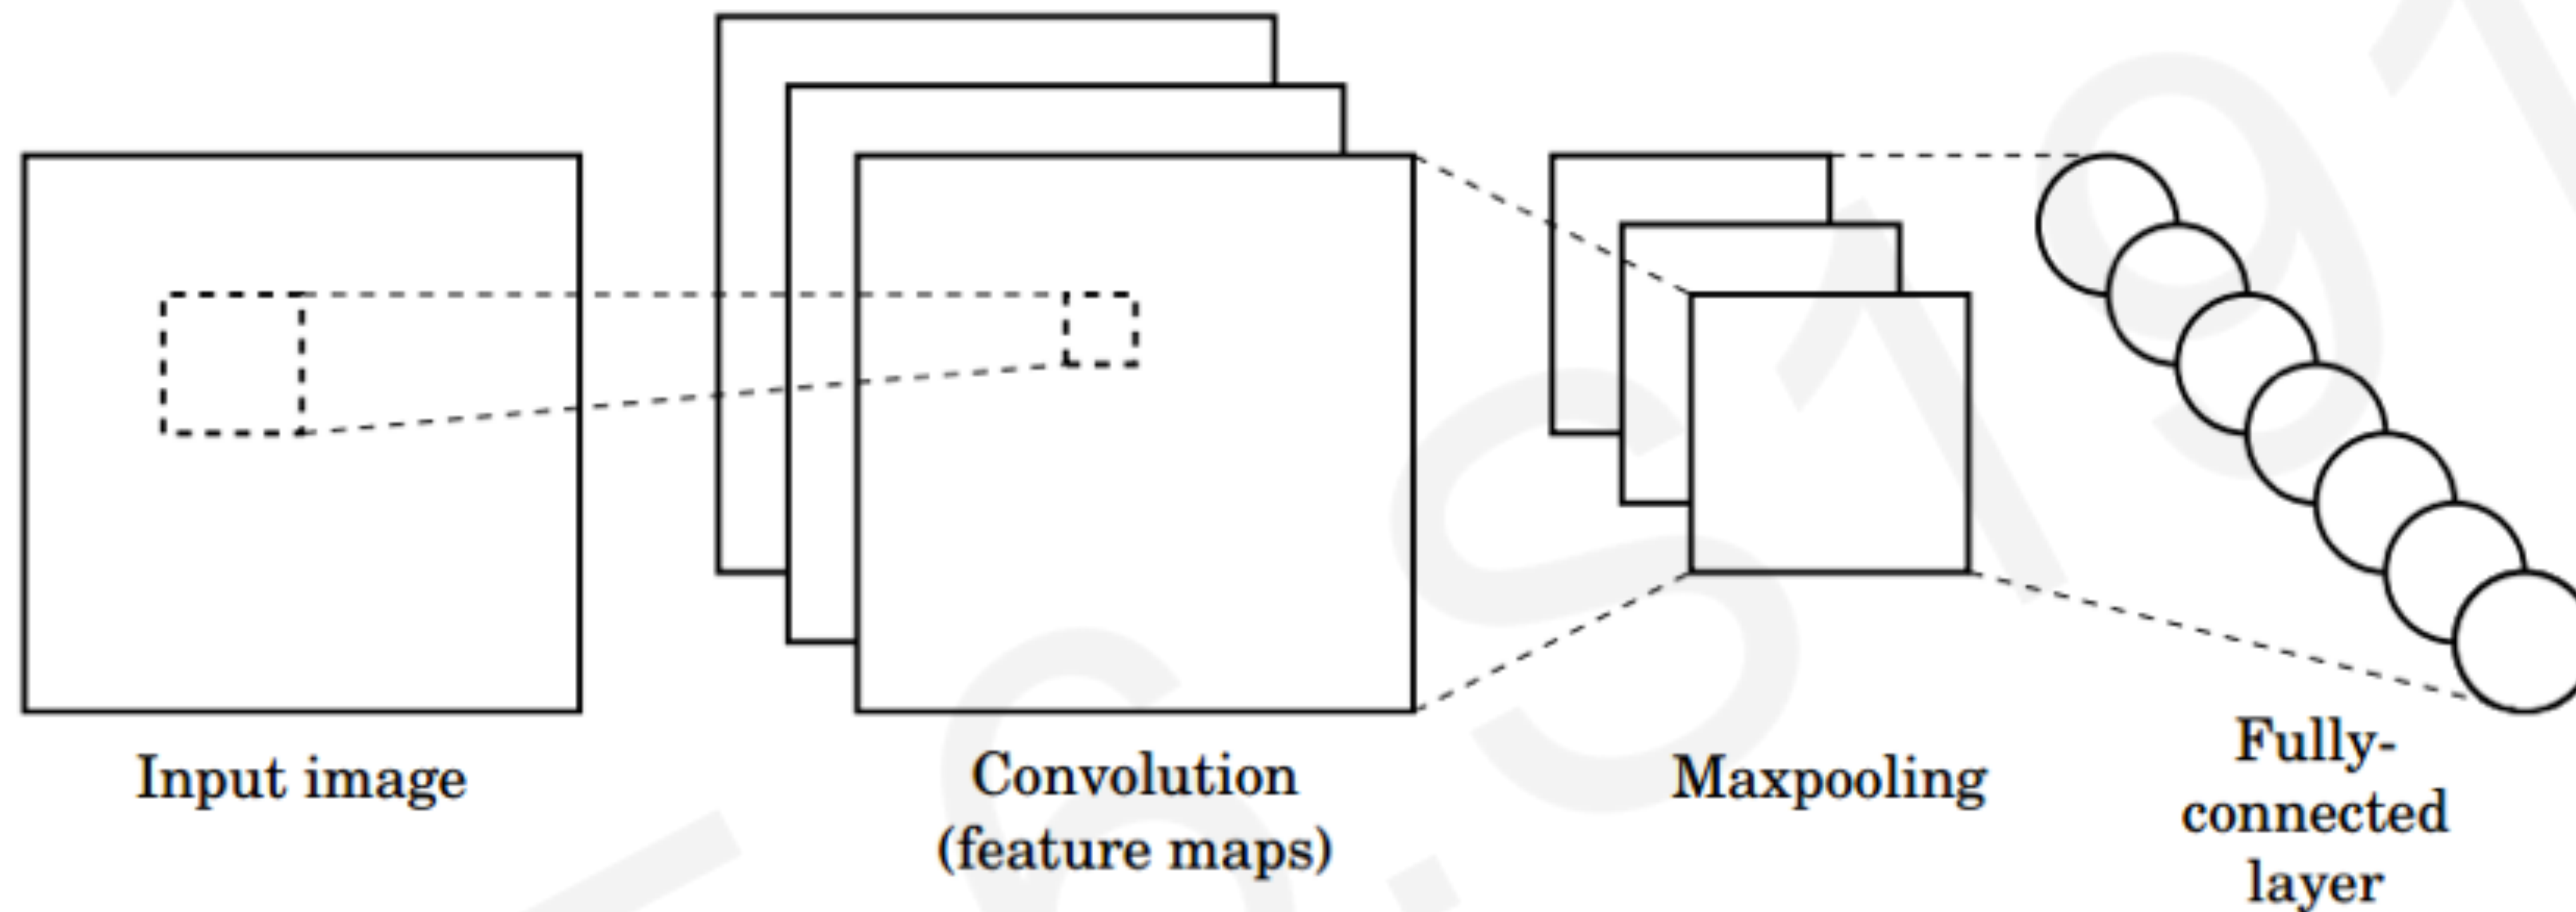 Input image
Convolution
(feature maps)
Maxpooling
Fully-
connected
layer